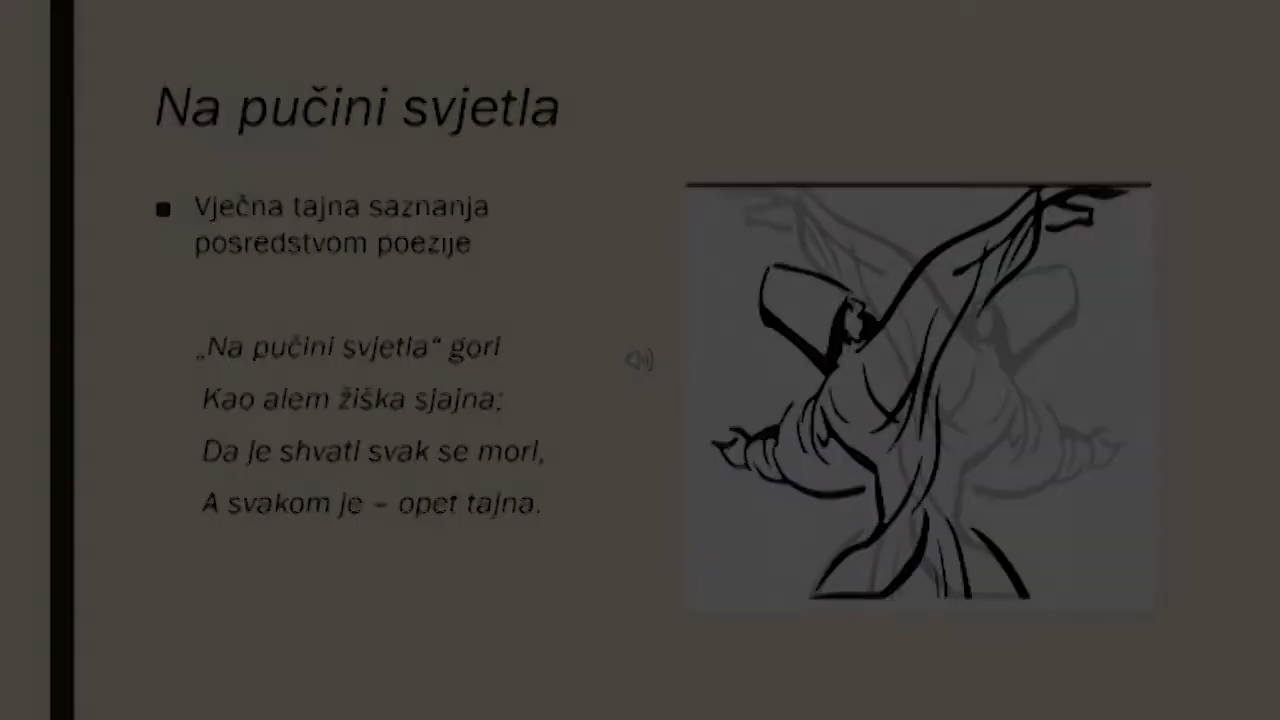 Na pučini svjetla
Vječna tajna saznanja
posredstvom poezije
„Na pučini svjetla“ gori
Kao alem žiška sjajna;
Da je shvati svak se mori,
A svakom je – opet tajna.